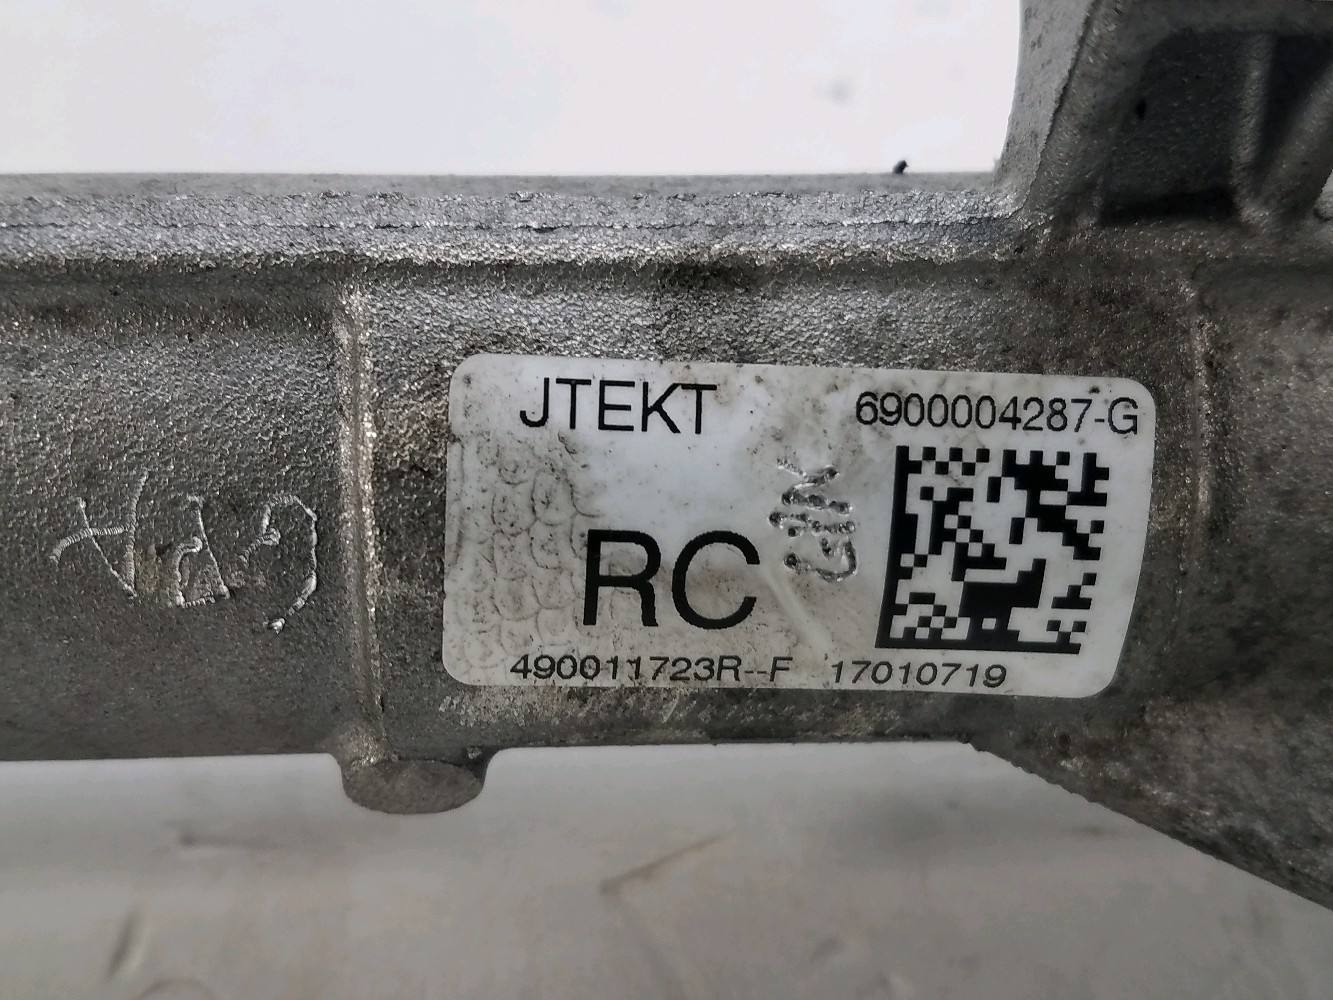 JTEKT
6900004287-G
RC
490011723R--F 17010719